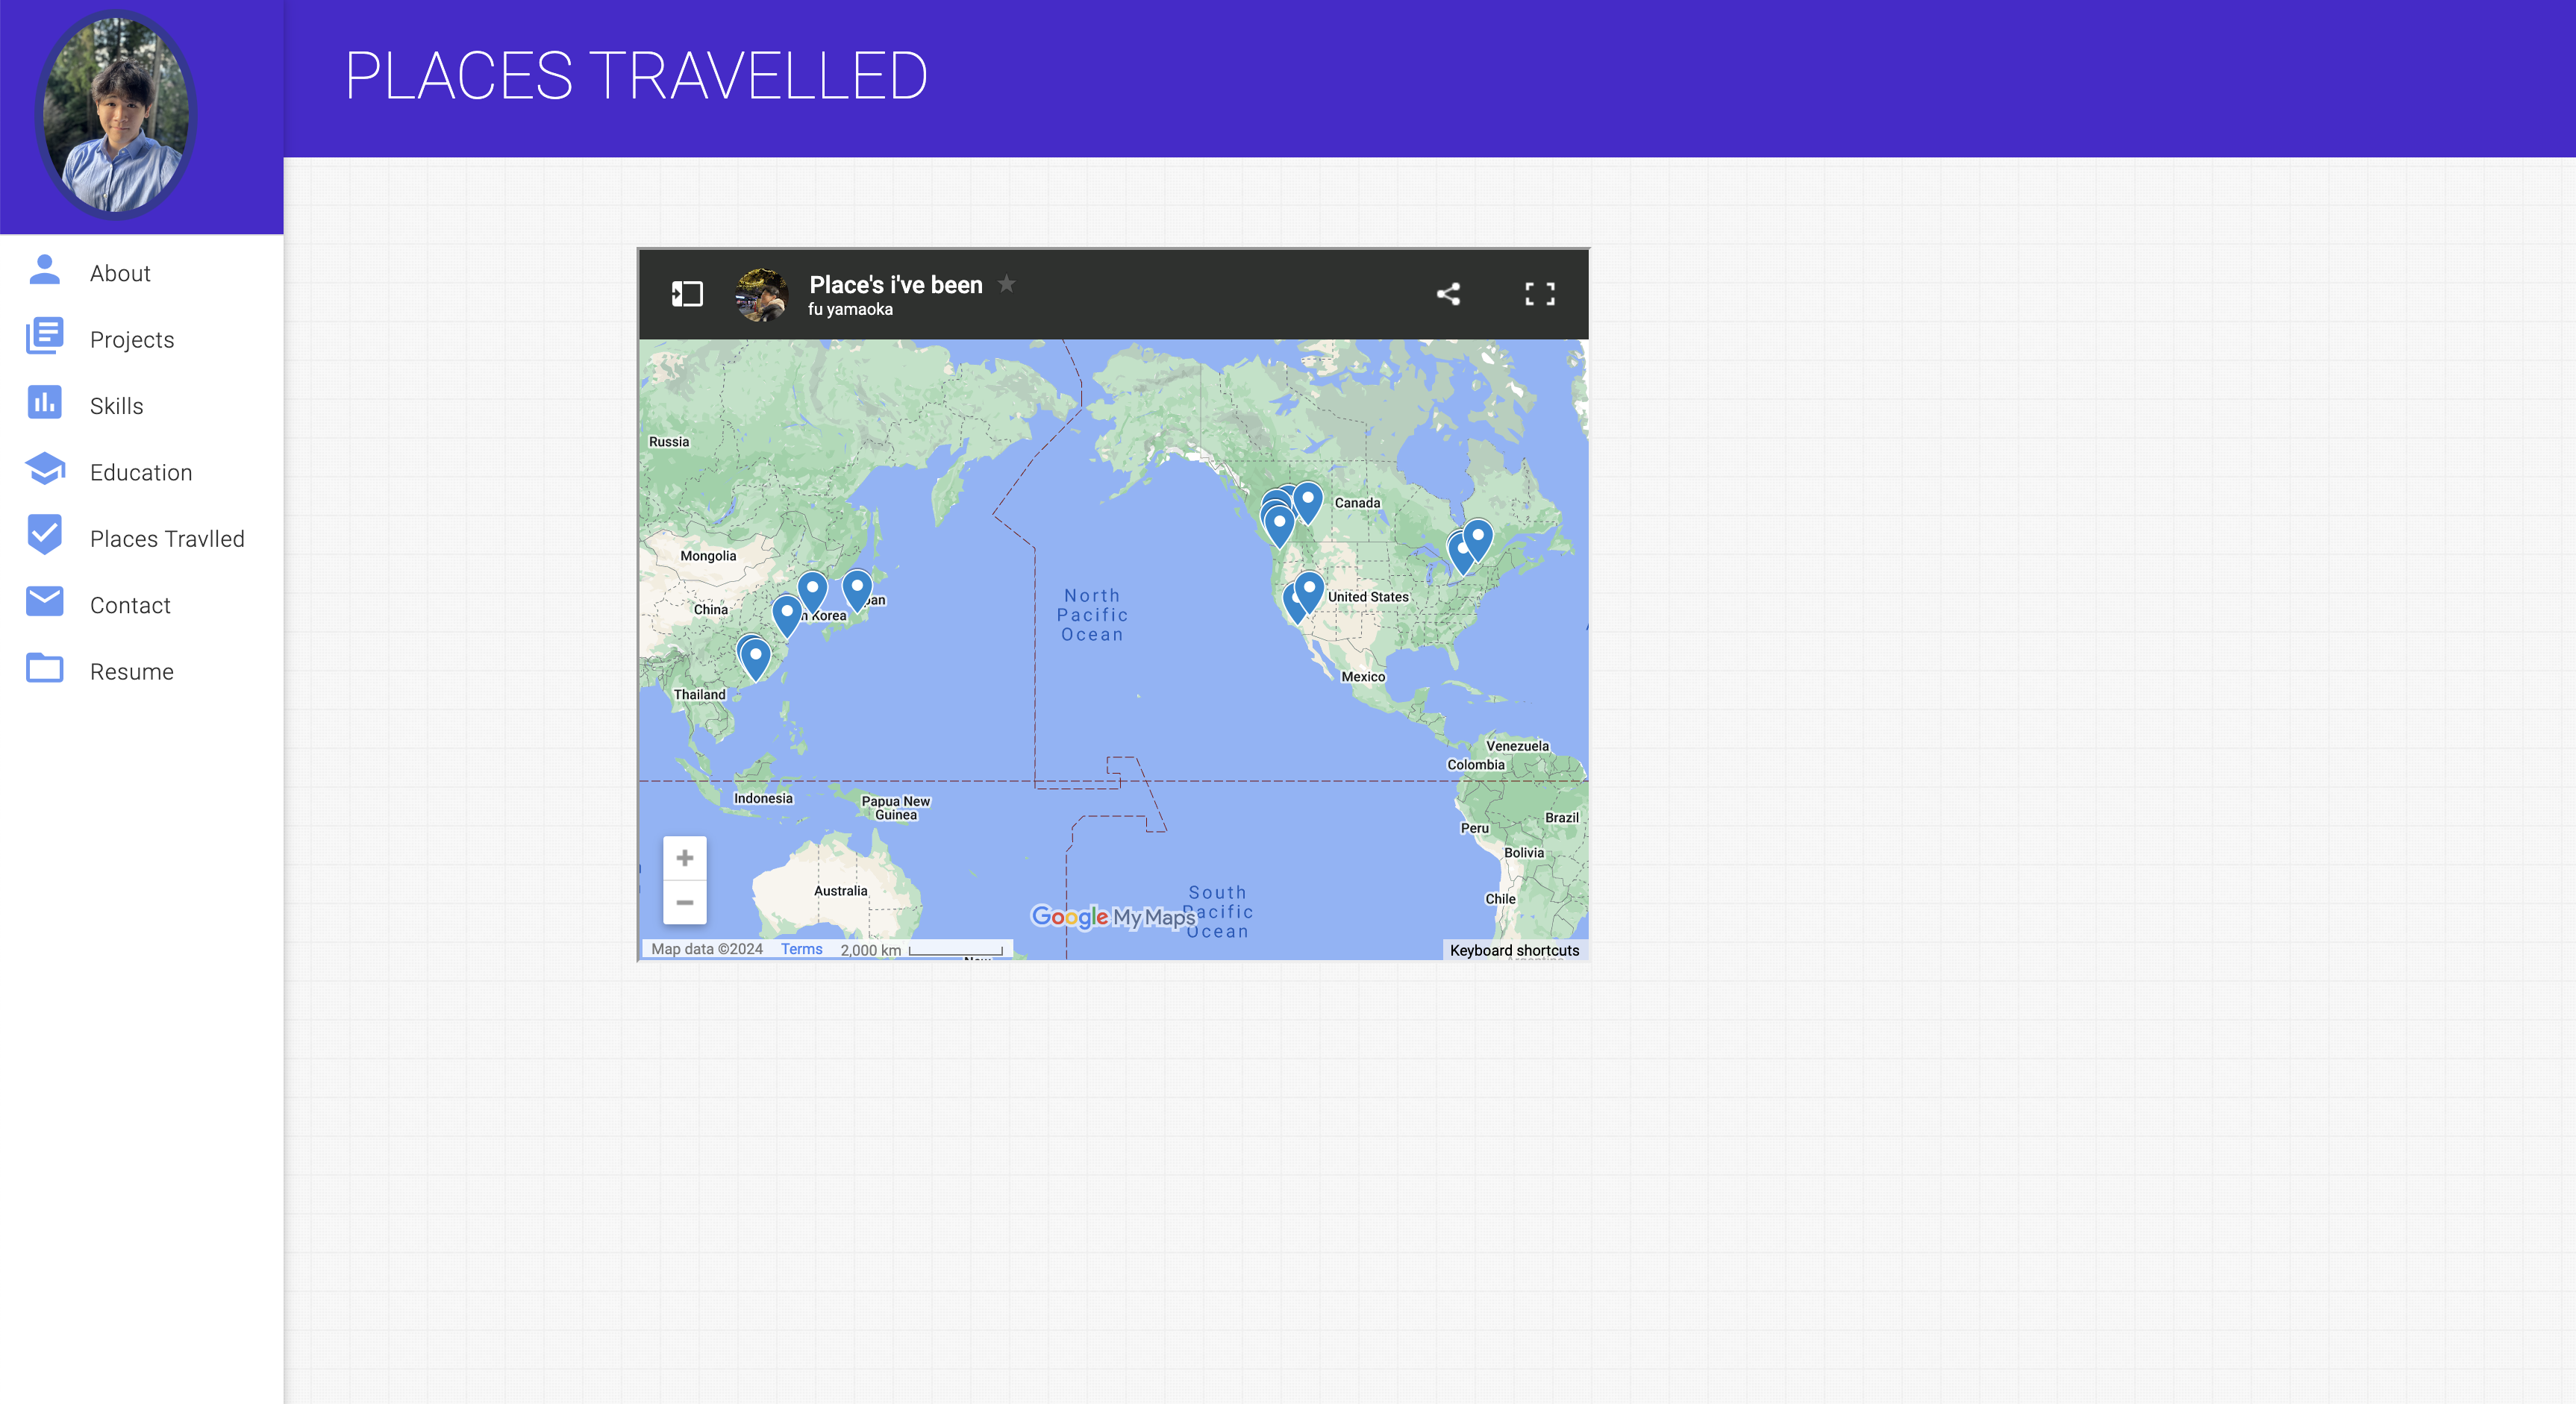 PLACES TRAVELLED
About
Projects
Skills
Education
Places Travlled
Contact
Resume
Place's i've been
fu yamaoka
Russia
Canada
Mongolia
China
n Korea
pan
North
Pacific
Ocean
United States
Mexico
Thailand
Venezuela
Colombia
Indonesia
Papua New
Guinea
Brazil
Peru
Bolivia
Australia
Chile
South
Pacific
Ocean
Google My Maps
Map data ©2024 Terms 2,000 km
Keyboard shortcuts